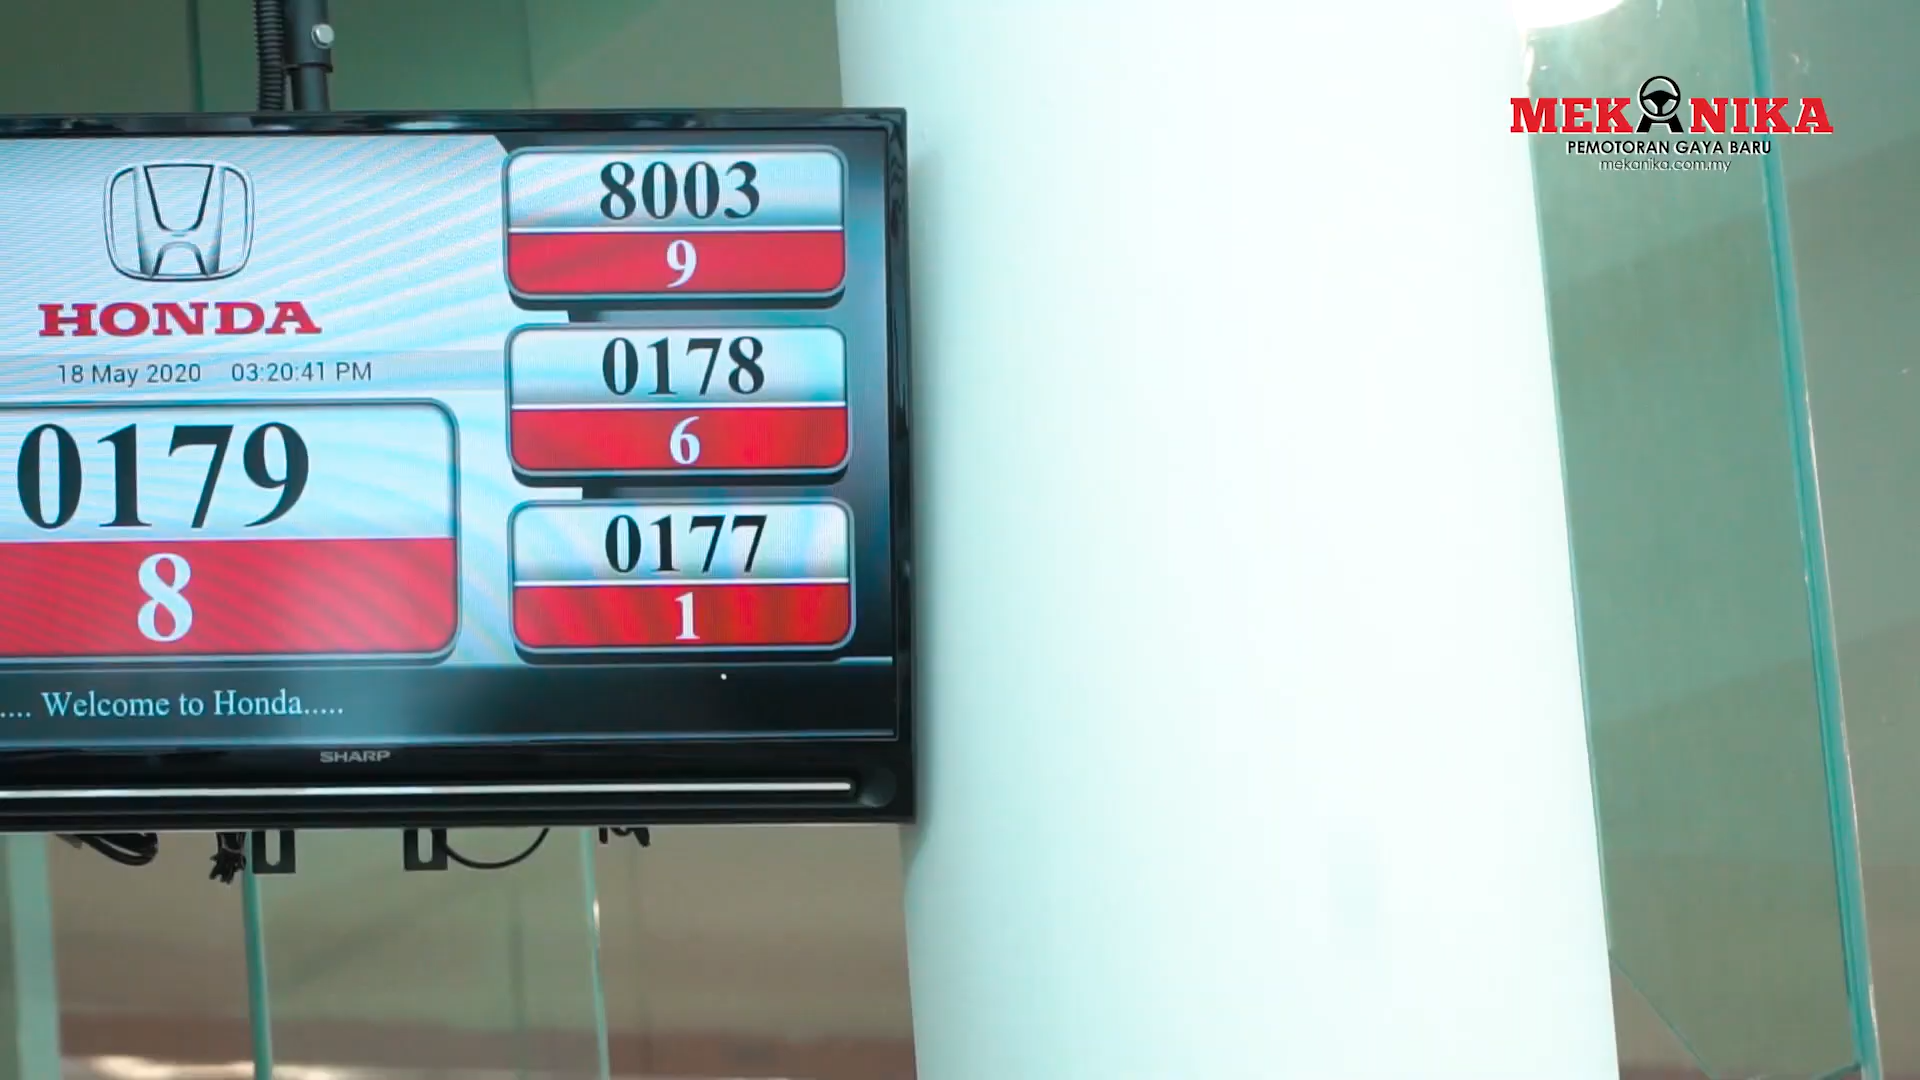 HONDA
18 May 2020 03:20:41 PM
0179
8
8003
9
0178
6
0177
1
.... Welcome to Honda.....
SHARP
MEKANIKA
PEMOTORAN GAYA BARU
mekanika.com.my